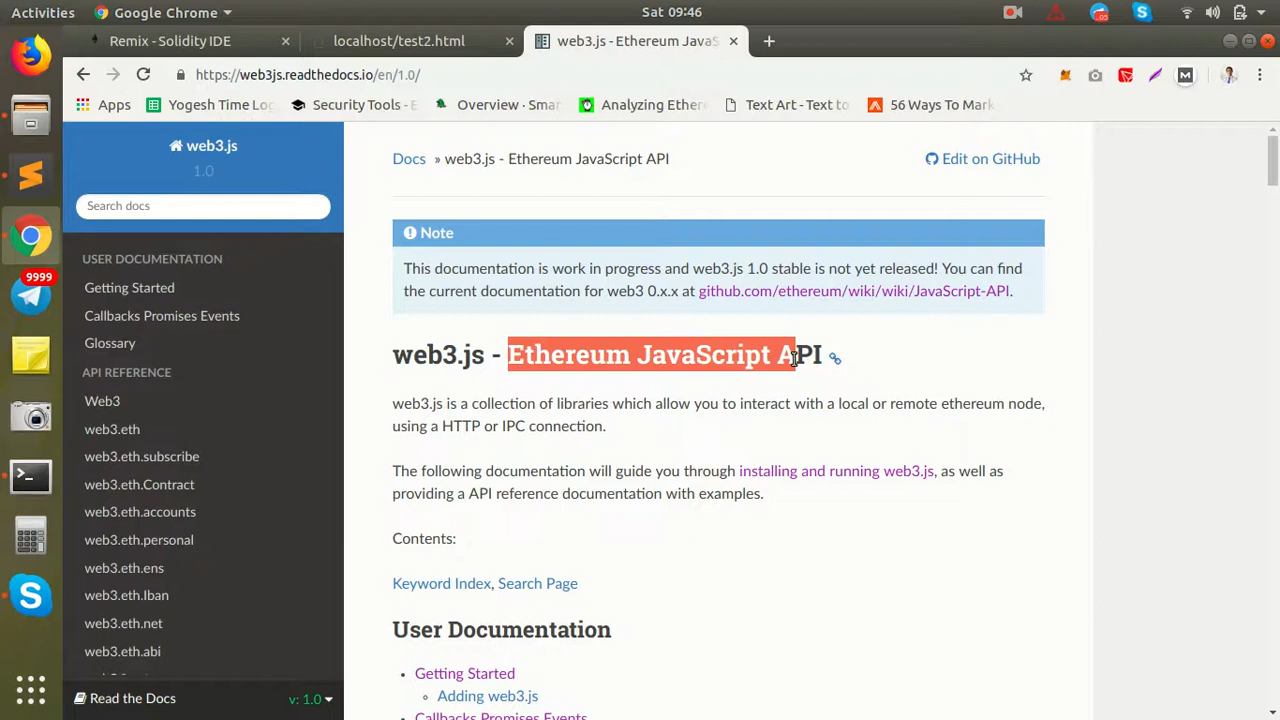 Activities
Google Chrome
Sat 09:46
Remix - Solidity IDE
localhost/test2.html
web3.js - Ethereum JavaS
https://web3js.readthedocs.io/en/1.0/
Apps
Yogesh Time Log
Security Tools - E
Overview - Smar
Analyzing Ethere
Text Art - Text to
56 Ways To Mark
9999
web3.js
1.0
Search docs
USER DOCUMENTATION
Getting Started
Callbacks Promises Events
Glossary
API REFERENCE
Web3
web3.eth
web3.eth.subscribe
web3.eth.Contract
web3.eth.accounts
web3.eth.personal
web3.eth.ens
web3.eth.Iban
web3.eth.net
web3.eth.abi
Read the Docs
v: 1.0
Docs » web3.js - Ethereum JavaScript API
Edit on GitHub
Note
This documentation is work in progress and web3.js 1.0 stable is not yet released! You can find
the current documentation for web3 0.x.x at github.com/ethereum/wiki/wiki/JavaScript-API.
web3.js - Ethereum JavaScript API
web3.js is a collection of libraries which allow you to interact with a local or remote ethereum node,
using a HTTP or IPC connection.
The following documentation will guide you through installing and running web3.js, as well as
providing a API reference documentation with examples.
Contents:
Keyword Index, Search Page
User Documentation
Getting Started
Adding web3.js
Callbacks Promises Events